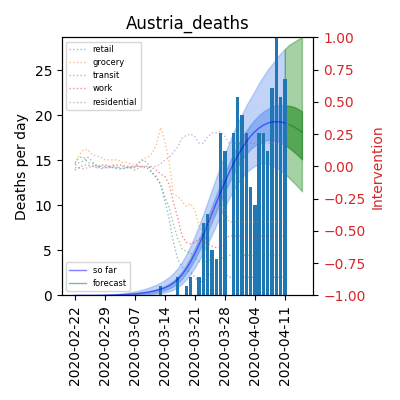 Austria_deaths
retail
grocery
transit
work
residential
so far
forecast
Deaths per day
0
5
10
15
20
25
Intervention
1.00
0.75
0.50
0.25
0.00
−0.25
−0.50
−0.75
−1.00
2020-02-22
2020-02-29
2020-03-07
2020-03-14
2020-03-21
2020-03-28
2020-04-04
2020-04-11